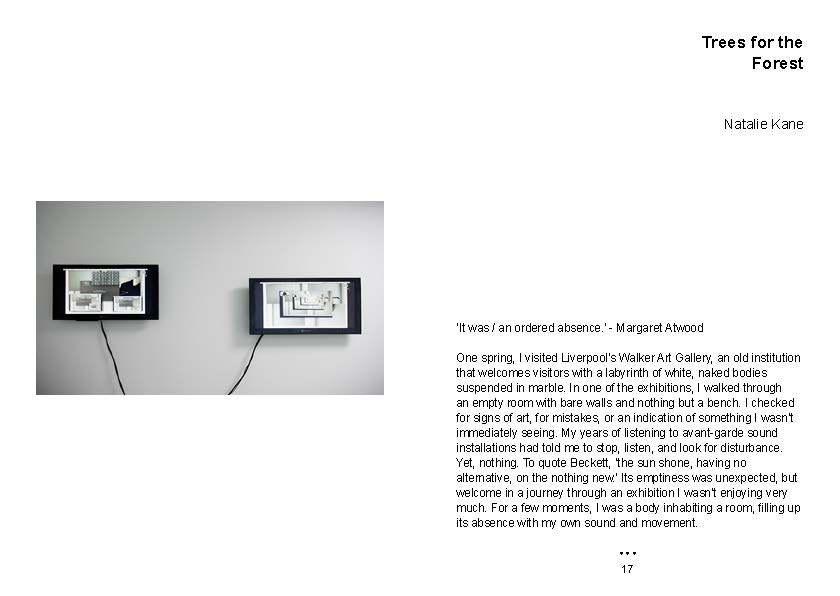 Trees for the
Forest
Natalie Kane
'It was / an ordered absence.' - Margaret Atwood
One spring, I visited Liverpool's Walker Art Gallery, an old institution
that welcomes visitors with a labyrinth of white, naked bodies
suspended in marble. In one of the exhibitions, I walked through
an empty room with bare walls and nothing but a bench. I checked
for signs of art, for mistakes, or an indication of something I wasn't
immediately seeing. My years of listening to avant-garde sound
installations had told me to stop, listen, and look for disturbance.
Yet, nothing. To quote Beckett, 'the sun shone, having no
alternative, on the nothing new.' Its emptiness was unexpected, but
welcome in a journey through an exhibition I wasn't enjoying very
much. For a few moments, I was a body inhabiting a room, filling up
its absence with my own sound and movement.
17